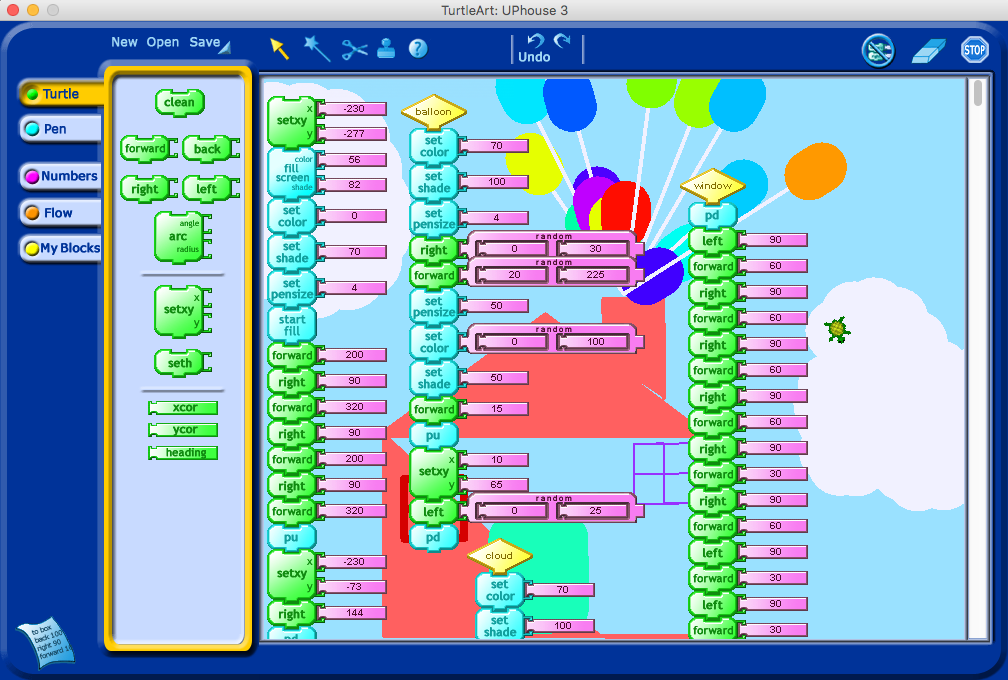 TurtleArt: UPhouse 3
New Open Save
Undo
STOP
Turtle
Pen
Numbers
Flow
My Blocks
clean
forward
back
right
left
arc
angle
radius
setxy
x
y
seth
xcor
ycor
heading
to box
back 100
right 90
forward 1
setxy
x
y
-230
-277
fill screen
color
shade
56
82
set color
0
set shade
70
set pensize
4
start fill
forward
200
right
90
forward
320
right
90
forward
200
right
90
forward
320
pu
setxy
x
y
-230
-73
right
144
balloon
set color
70
set shade
100
set pensize
4
right
random
0
30
forward
random
20
225
set pensize
50
set color
random
0
100
set shade
50
forward
15
pu
setxy
x
y
10
65
left
random
0
25
pd
cloud
set color
70
set shade
100
window
pd
left
90
forward
60
right
90
forward
60
right
90
forward
60
right
90
forward
60
right
90
forward
30
right
90
forward
60
left
90
forward
30
left
90
forward
30